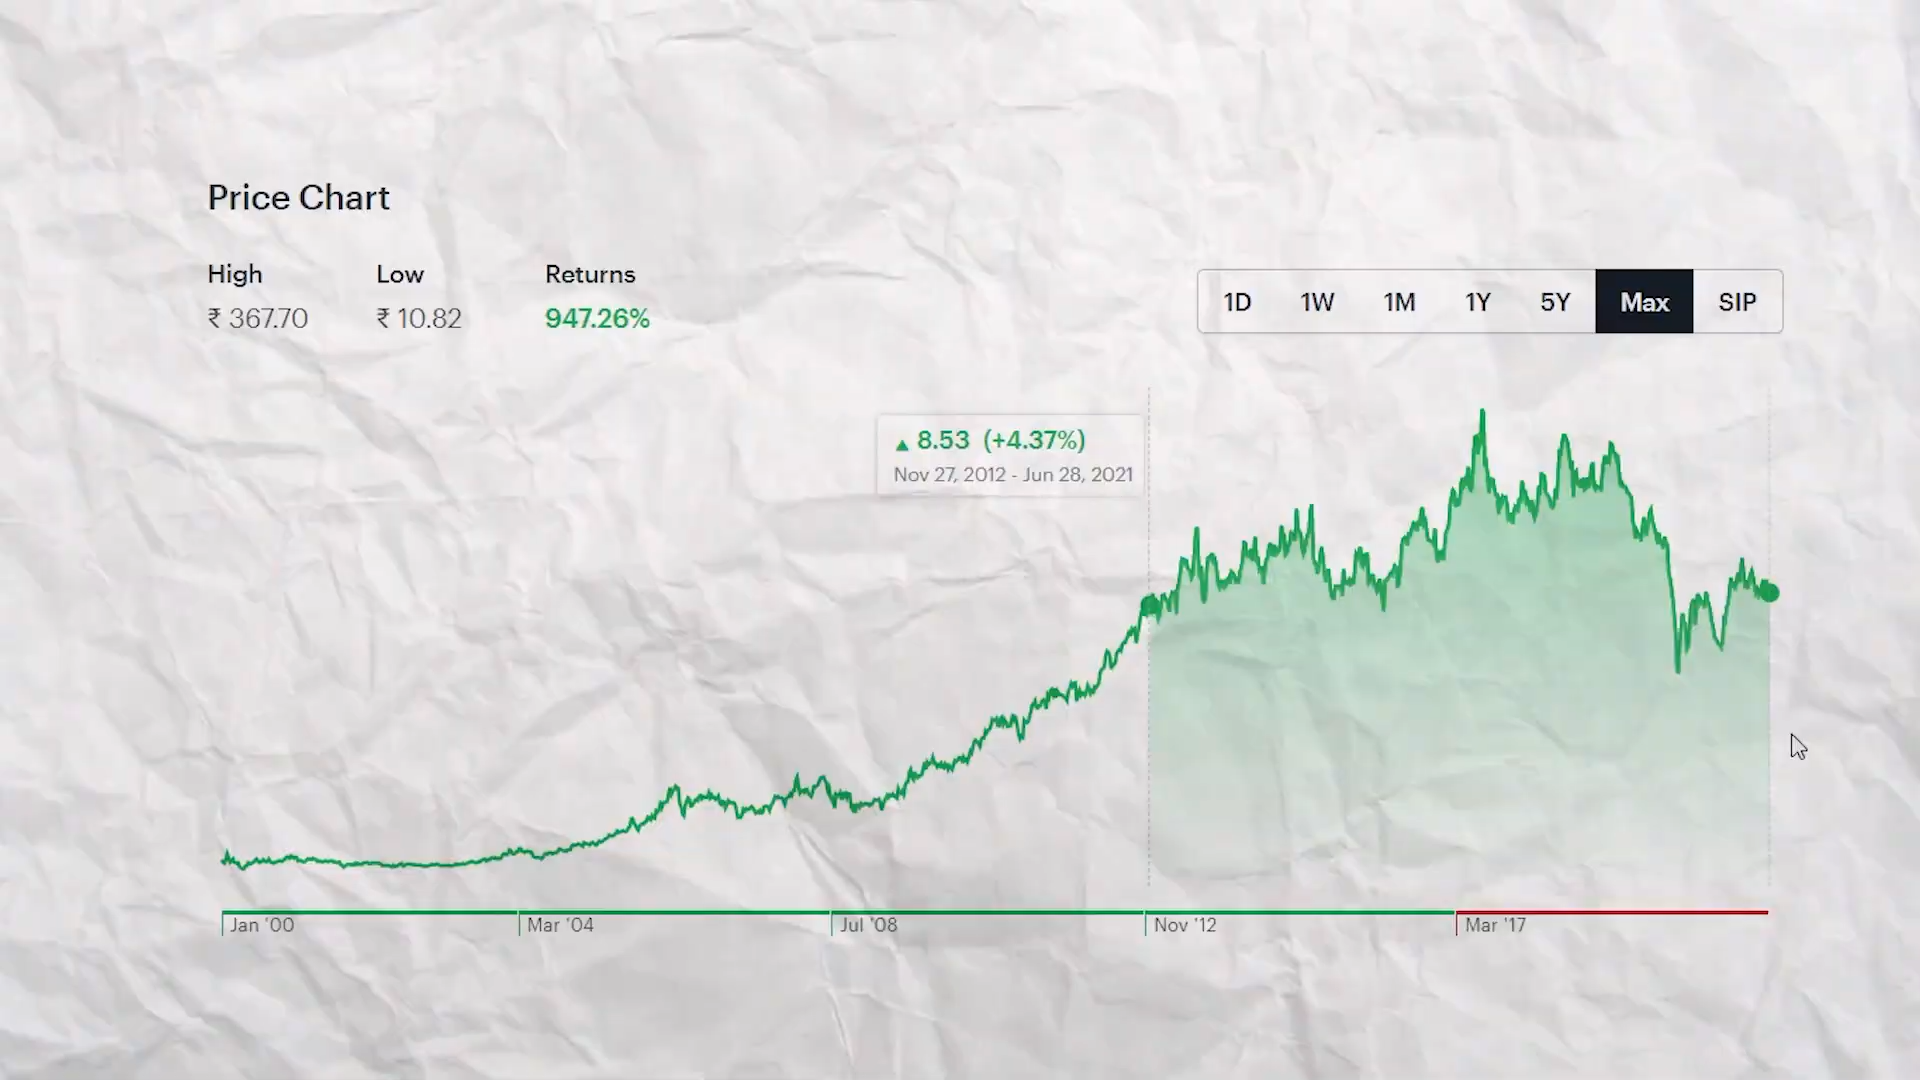 Price Chart
High Low Returns
₹ 367.70 ₹ 10.82 947.26%
1D 1W 1M 1Y 5Y Max SIP
▲ 8.53 (+4.37%)
Nov 27, 2012 - Jun 28, 2021
Jan '00 Mar '04 Jul '08 Nov '12 Mar '17